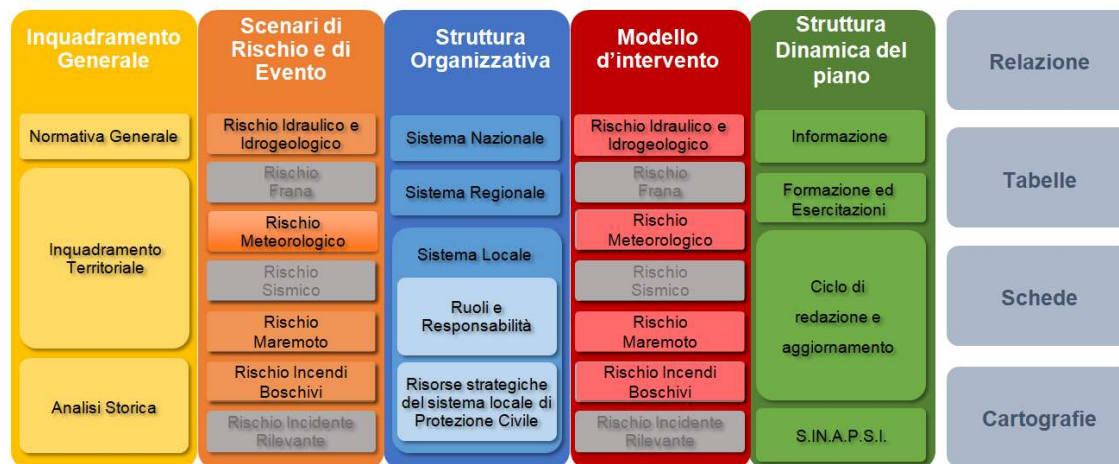 Inquadramento
Generale
Normativa Generale
Inquadramento
Territoriale
Analisi Storica
Scenari di
Rischio e di
Evento
Rischio Idraulico e
Idrogeologico
Rischio
Frana
Rischio
Meteorologico
Rischio
Sismico
Rischio
Maremoto
Rischio Incendi
Boschivi
Rischio Incidente
Rilevante
Struttura
Organizzativa
Sistema Nazionale
Sistema Regionale
Sistema Locale
Ruoli e
Responsabilità
Risorse strategiche
del sistema locale di
Protezione Civile
Modello
d'intervento
Rischio Idraulico e
Idrogeologico
Rischio
Frana
Rischio
Meteorologico
Rischio
Sismico
Rischio
Maremoto
Rischio Incendi
Boschivi
Rischio Incidente
Rilevante
Struttura
Dinamica del
piano
Informazione
Formazione ed
Esercitazioni
Ciclo di
redazione e
aggiornamento
S.IN.A.P.S.I.
Relazione
Tabelle
Schede
Cartografie